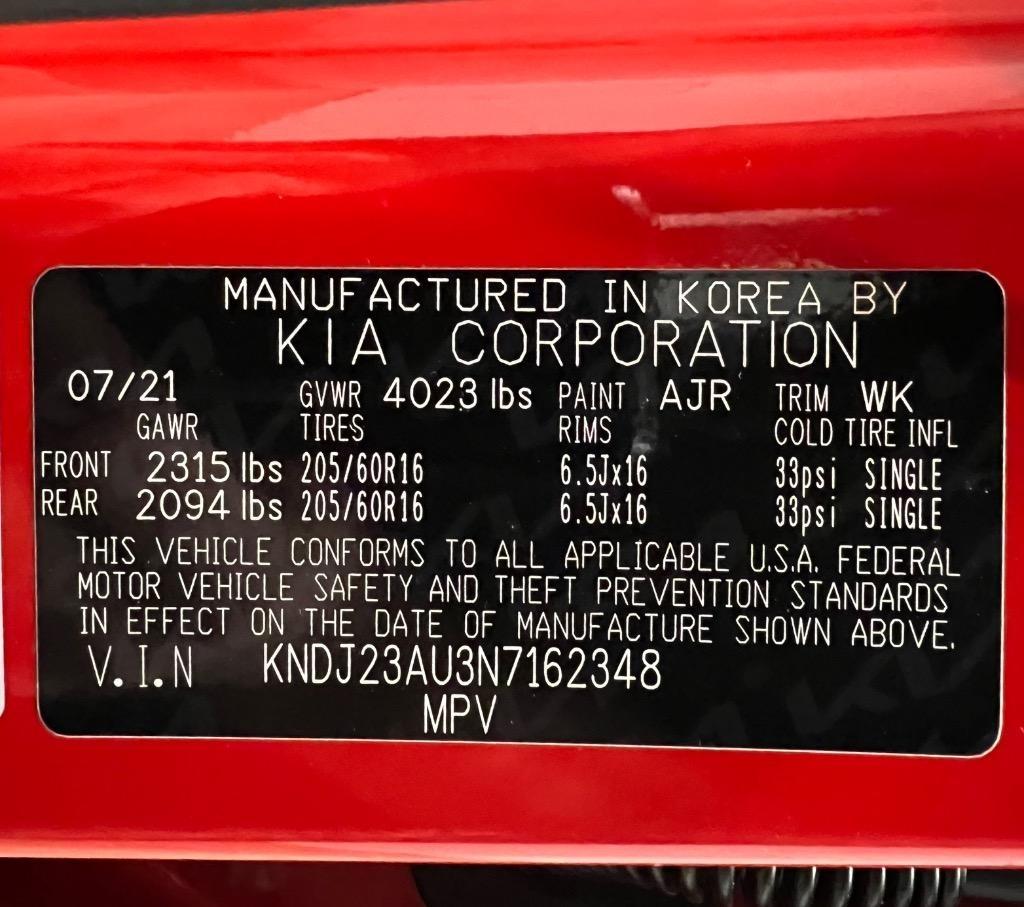 MANUFACTURED IN KOREA BY
KIA CORPORATION
07/21 GVWR 4023 lbs PAINT AJR TRIM WK
GAWR TIRES RIMS COLD TIRE INFL
FRONT 2315 lbs 205/60R16 6.5Jx16 33psi SINGLE
REAR 2094 lbs 205/60R16 6.5Jx16 33psi SINGLE
THIS VEHICLE CONFORMS TO ALL APPLICABLE U.S.A. FEDERAL
MOTOR VEHICLE SAFETY AND THEFT PREVENTION STANDARDS
IN EFFECT ON THE DATE OF MANUFACTURE SHOWN ABOVE.
V.I.N KNDJ23AU3N7162348
MPV